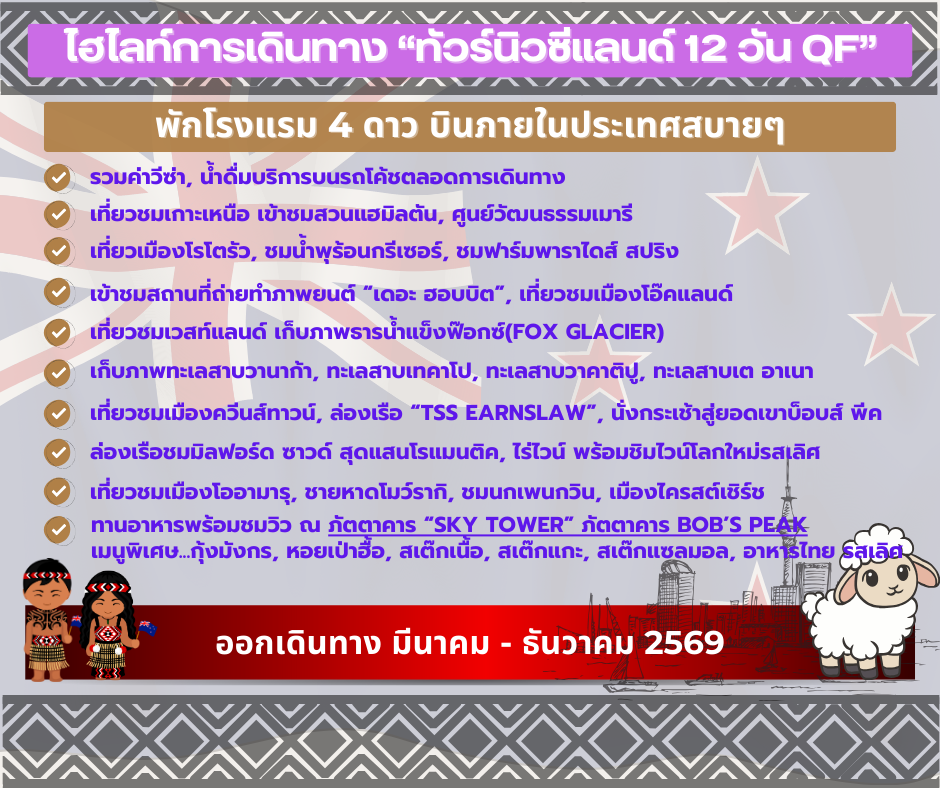 ไฮไลท์การเดินทาง “ทัวร์นิวซีแลนด์ 12 วัน QF”
พักโรงแรม 4 ดาว บินภายในประเทศสบายๆ
รวมค่าวีซ่า, น้ำดื่มบริการบนรถโค้ชตลอดการเดินทาง
เที่ยวชมเกาะเหนือ เข้าชมสวนแฮมิลตัน, ศูนย์วัฒนธรรมเมารี
เที่ยวเมืองโรโตรัว, ชมน้ำพุร้อนกรีเซอร์, ชมฟาร์มพาราไดส์ สปริง
เข้าชมสถานที่ถ่ายทำภาพยนต์ “เดอะ ฮอบบิต”, เที่ยวชมเมืองโอ๊คแลนด์
เที่ยวชมเวสท์แลนด์ เก็บภาพธารน้ำแข็งฟ๊อกซ์(FOX GLACIER)
เก็บภาพทะเลสาบวานาก้า, ทะเลสาบเทคาโป, ทะเลสาบวาคาติปู, ทะเลสาบเต อาเนา
เที่ยวชมเมืองควีนส์ทาวน์, ล่องเรือ “TSS EARNSLAW”, นั่งกระเช้าสู่ยอดเขาบ็อบส์ พีค
ล่องเรือชมมิลฟอร์ด ซาวด์ สุดแสนโรแมนติค, ไร่ไวน์ พร้อมชิมไวน์โลกใหม่รสเลิศ
เที่ยวชมเมืองโออามารุ, ชายหาดโมว์รากิ, ชมนกเพนกวิน, เมืองไครสต์เชิร์ช
ทานอาหารพร้อมชมวิว ณ ภัตตาคาร “SKY TOWER” ภัตตาคาร BOB’S PEAK
เมนูพิเศษ...กุ้งมังกร, หอยเป๋าฮื้อ, สเต๊กเนื้อ, สเต๊กแกะ, สเต๊กแซลมอล, อาหารไทย รสเลิศ
ออกเดินทาง มีนาคม - ธันวาคม 2569